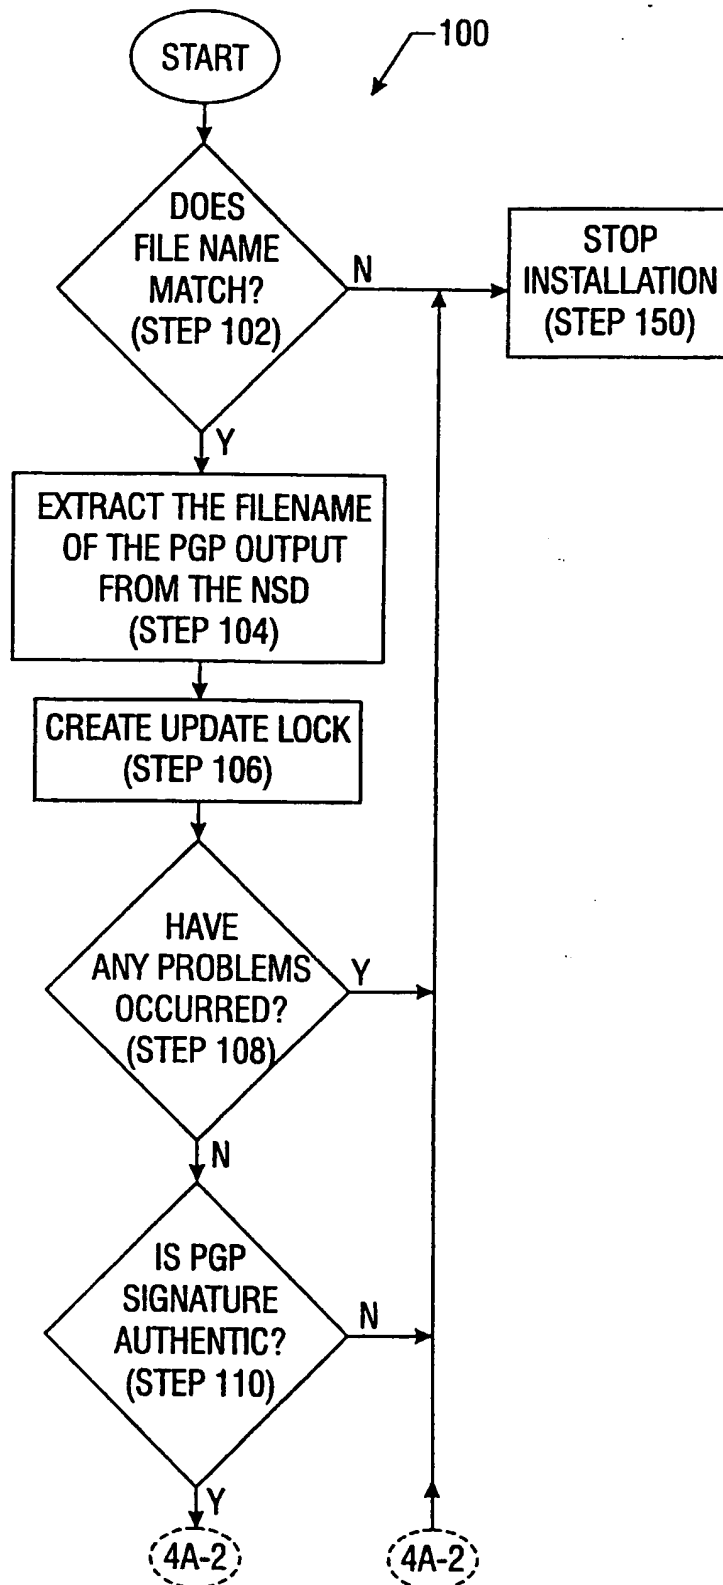 START
100
DOES
FILE NAME
MATCH?
(STEP 102)
N
STOP
INSTALLATION
(STEP 150)
Y
EXTRACT THE FILENAME
OF THE PGP OUTPUT
FROM THE NSD
(STEP 104)
CREATE UPDATE LOCK
(STEP 106)
HAVE
ANY PROBLEMS
OCCURRED?
(STEP 108)
Y
N
IS PGP
SIGNATURE
AUTHENTIC?
(STEP 110)
N
Y
4A-2
4A-2